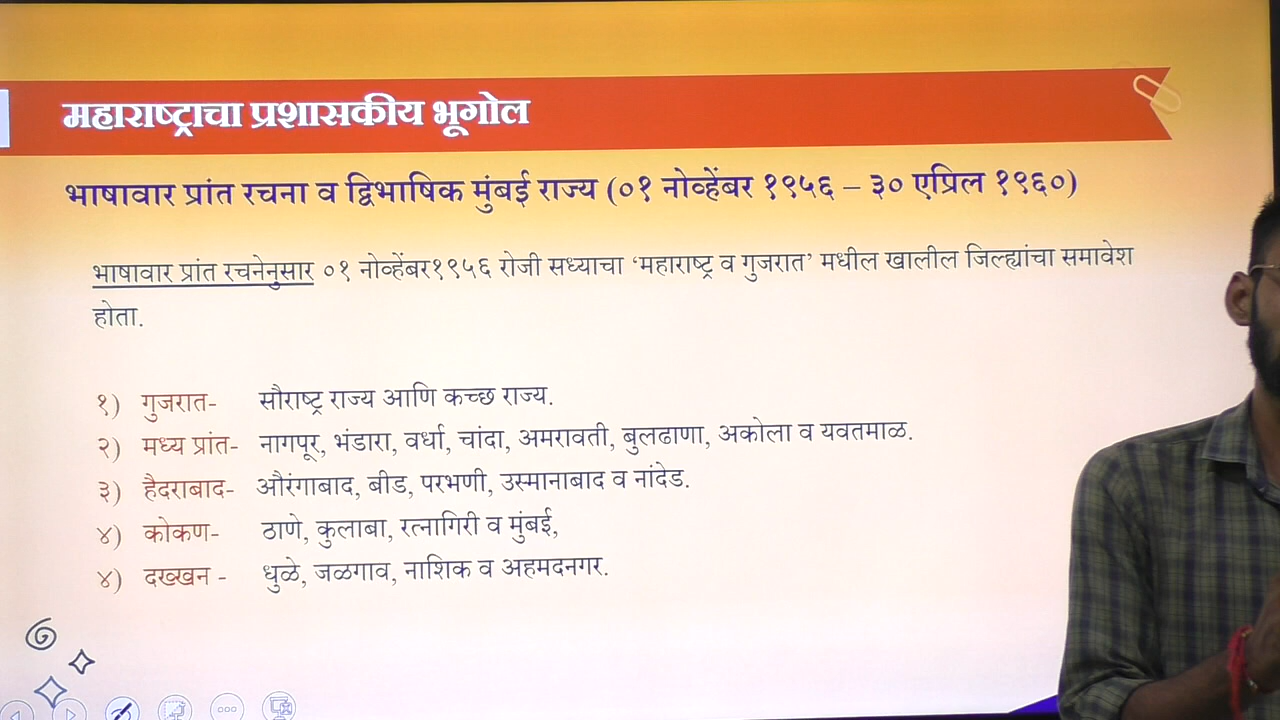 महाराष्ट्राचा प्रशासकीय भूगोल
भाषावार प्रांत रचना व द्विभाषिक मुंबई राज्य (०१ नोव्हेंबर १९५६ – ३० एप्रिल १९६०)
भाषावार प्रांत रचनेनुसार ०१ नोव्हेंबर१९५६ रोजी सध्याचा ‘महाराष्ट्र व गुजरात’ मधील खालील जिल्ह्यांचा समावेश
होता.
१) गुजरात- सौराष्ट्र राज्य आणि कच्छ राज्य.
२) मध्य प्रांत- नागपूर, भंडारा, वर्धा, चांदा, अमरावती, बुलढाणा, अकोला व यवतमाळ.
३) हैदराबाद- औरंगाबाद, बीड, परभणी, उस्मानाबाद व नांदेड.
४) कोकण- ठाणे, कुलाबा, रत्नागिरी व मुंबई,
४) दख्खन - धुळे, जळगाव, नाशिक व अहमदनगर.